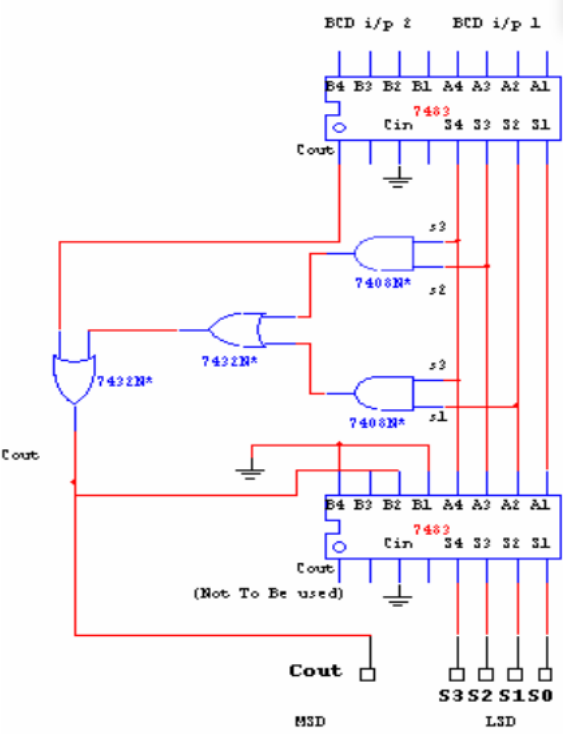 BCD i/p 2 BCD i/p 1
B4 B3 B2 B1 A4 A3 A2 A1
7483
Cin S4 S3 S2 S1
Cout
s3
7408N*
s2
7432N*
s3
7432N*
7408N*
s1
Cout
B4 B3 B2 B1 A4 A3 A2 A1
7483
Cin S4 S3 S2 S1
Cout
(Not To Be used)
Cout
S3 S2 S1 S0
MSD LSD